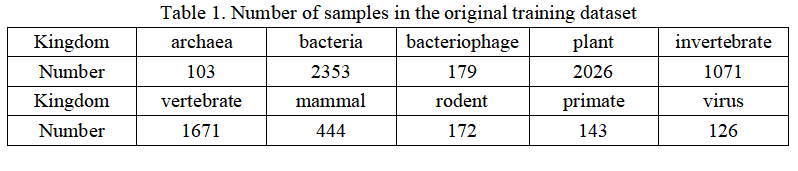 Table 1. Number of samples in the original training dataset
Kingdom archaea bacteria bacteriophage plant invertebrate
Number 103 2353 179 2026 1071
Kingdom vertebrate mammal rodent primate virus
Number 1671 444 172 143 126